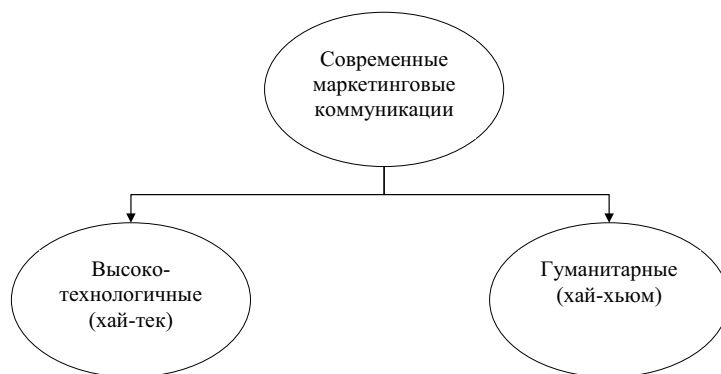 Современные
маркетинговые
коммуникации
Высоко-
технологичные
(хай-тек)
Гуманитарные
(хай-хьюм)